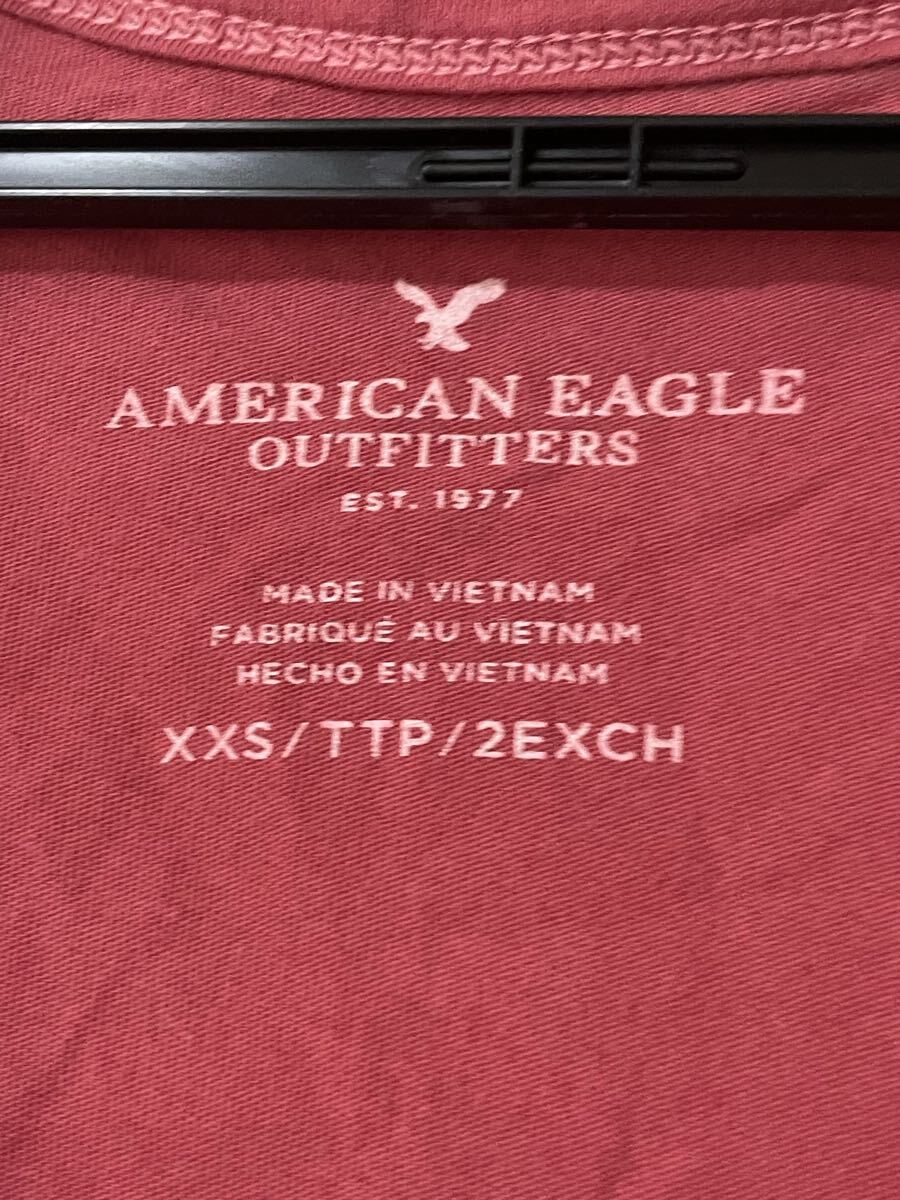 AMERICAN EAGLE
OUTFITTERS
EST. 1977
MADE IN VIETNAM
FABRIQUÉ AU VIETNAM
HECHO EN VIETNAM
XXS/TTP/2EXCH